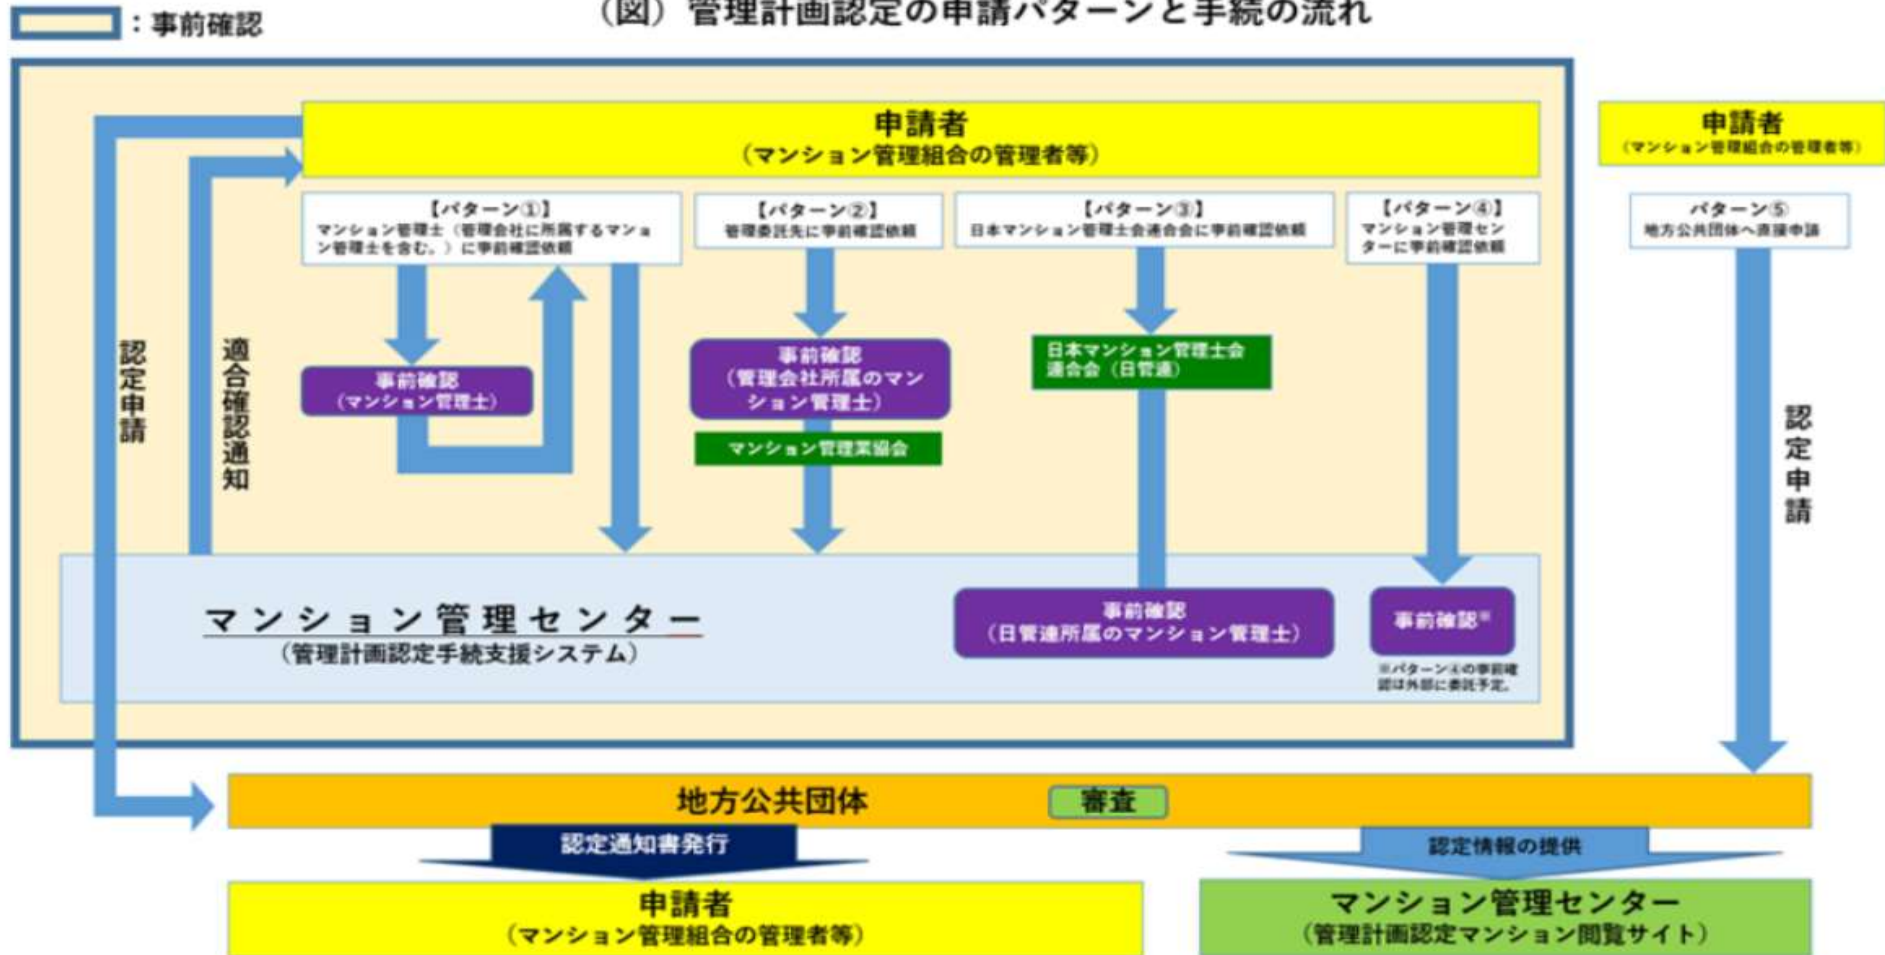 （図）管理計画認定の申請パターンと手続の流れ
：事前確認
申請者
（マンション管理組合の管理者等）
申請者
（マンション管理組合の管理者等）
【パターン①】
マンション管理士（管理会社に所属するマンショ
ン管理士を含む。）に事前確認依頼
【パターン②】
管理委託先に事前確認依頼
【パターン③】
日本マンション管理士会連合会に事前確認依頼
【パターン④】
マンション管理セン
ターに事前確認依頼
パターン⑤
地方公共団体へ直接申請
認定申請
適合確認通知
事前確認
（マンション管理士）
事前確認
（管理会社所属のマン
ション管理士）
マンション管理業協会
日本マンション管理士会
連合会（日管連）
認定申請
マンション管理センター
（管理計画認定手続支援システム）
事前確認
（日管連所属のマンション管理士）
事前確認※
※パターン④の事前確
認は外部に委託予定。
地方公共団体
審査
認定通知書発行
認定情報の提供
申請者
（マンション管理組合の管理者等）
マンション管理センター
（管理計画認定マンション閲覧サイト）